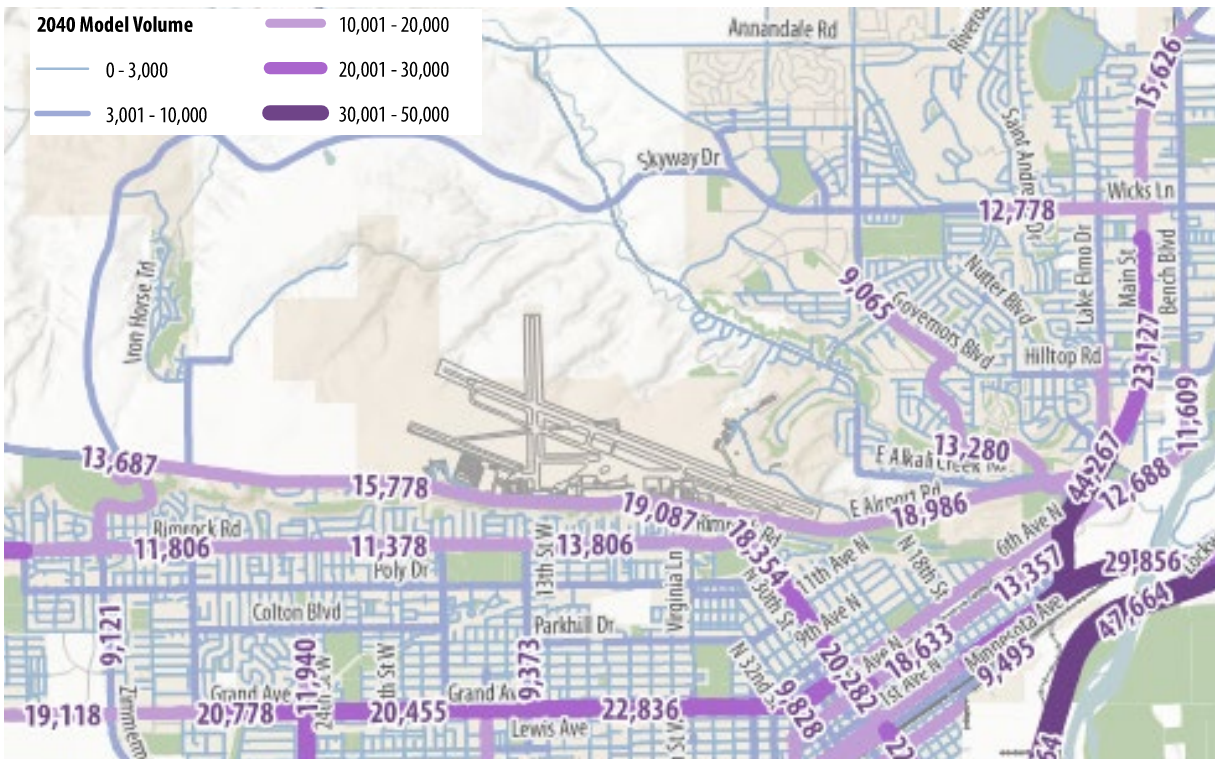 2040 Model Volume
0 - 3,000
3,001 - 10,000
10,001 - 20,000
20,001 - 30,000
30,001 - 50,000
Annandale Rd
15,626
Skyway Dr
Wicks Ln
12,778
Lake Elmo Dr
Main St
Bench Blvd
Iron Horse Trl
Nutter Blvd
9,065
Governors Blvd
Hilltop Rd
23,127
11,609
13,280
13,687
44,267
12,688
15,778
E Airport Rd
18,986
19,087
Rimrock Rd
11,806
11,378
13th St W
13,806
18,354
11th Ave N
N 18th St
6th Ave N
29,856
Poly Dr
Virginia Ln
N 30th St
13,357
47,664
Colton Blvd
9,121
Parkhill Dr
9th Ave N
Minnesota Ave
18,633
9,495
11,940
9,373
N 32nd
20,282
1st Ave N
9,828
Grand Ave
19,118
20,778
20,455
22,836
Lewis Ave